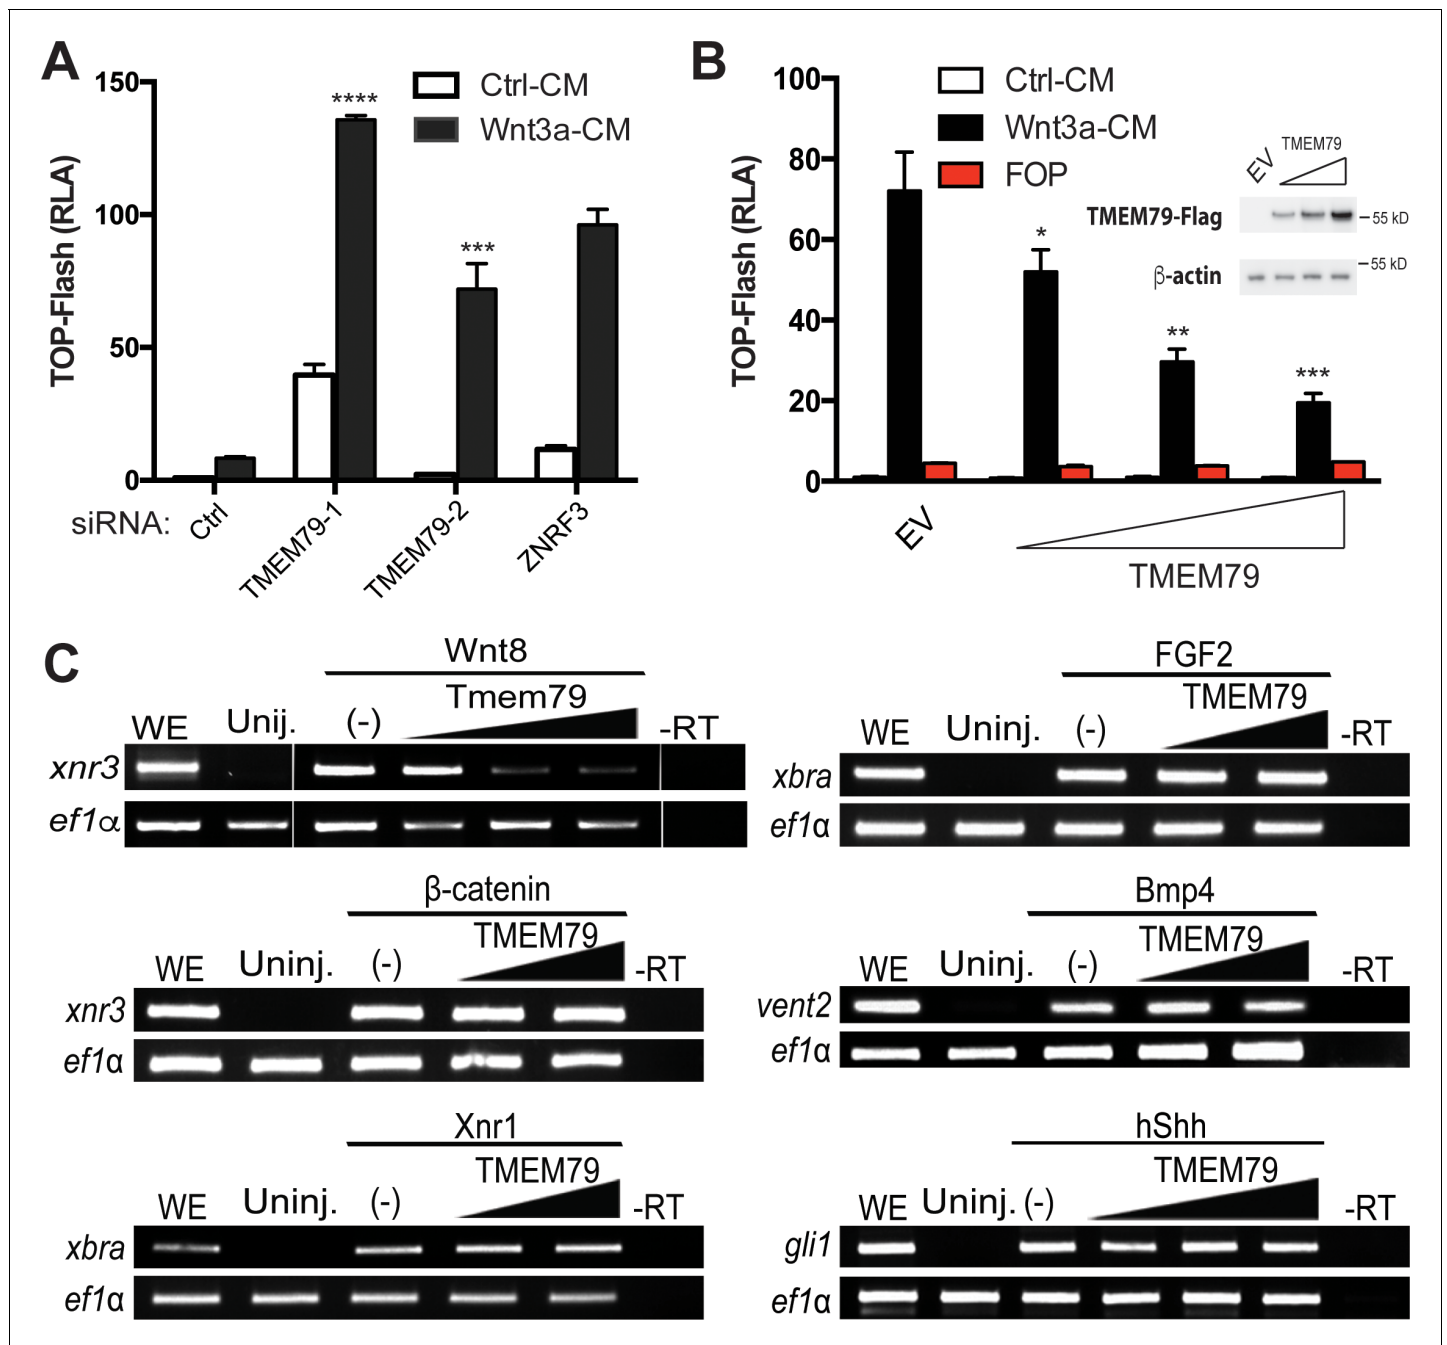 A
TOP-Flash (RLA)
150
100
50
0
Ctrl-CM
Wnt3a-CM
****
***
siRNA:
Ctrl
TMEM79-1
TMEM79-2
ZNRF3
B
TOP-Flash (RLA)
100
80
60
40
20
0
Ctrl-CM
Wnt3a-CM
FOP
*
**
***
EV
TMEM79
EV
TMEM79
TMEM79-Flag
55 kD
β-actin
55 kD
C
Wnt8
Tmem79
WE Unij. (-) -RT
xnr3
ef1α
FGF2
TMEM79
WE Uninj. (-) -RT
xbra
ef1α
β-catenin
TMEM79
WE Uninj. (-) -RT
xnr3
ef1α
Bmp4
TMEM79
WE Uninj. (-) -RT
vent2
ef1α
Xnr1
TMEM79
WE Uninj. (-) -RT
xbra
ef1α
hShh
TMEM79
WE Uninj. (-) -RT
gli1
ef1α